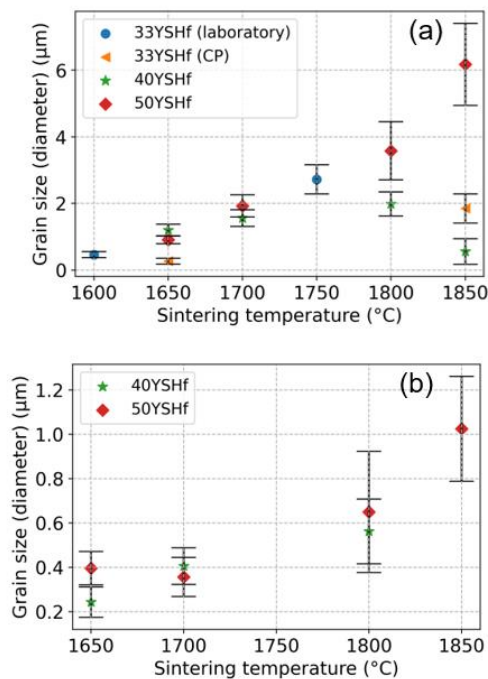 (a)
33YSHf (laboratory)
33YSHf (CP)
40YSHf
50YSHf
Grain size (diameter) (µm)
6
4
2
0
1600 1650 1700 1750 1800 1850
Sintering temperature (°C)
(b)
40YSHf
50YSHf
Grain size (diameter) (µm)
1.2
1.0
0.8
0.6
0.4
0.2
1650 1700 1750 1800 1850
Sintering temperature (°C)